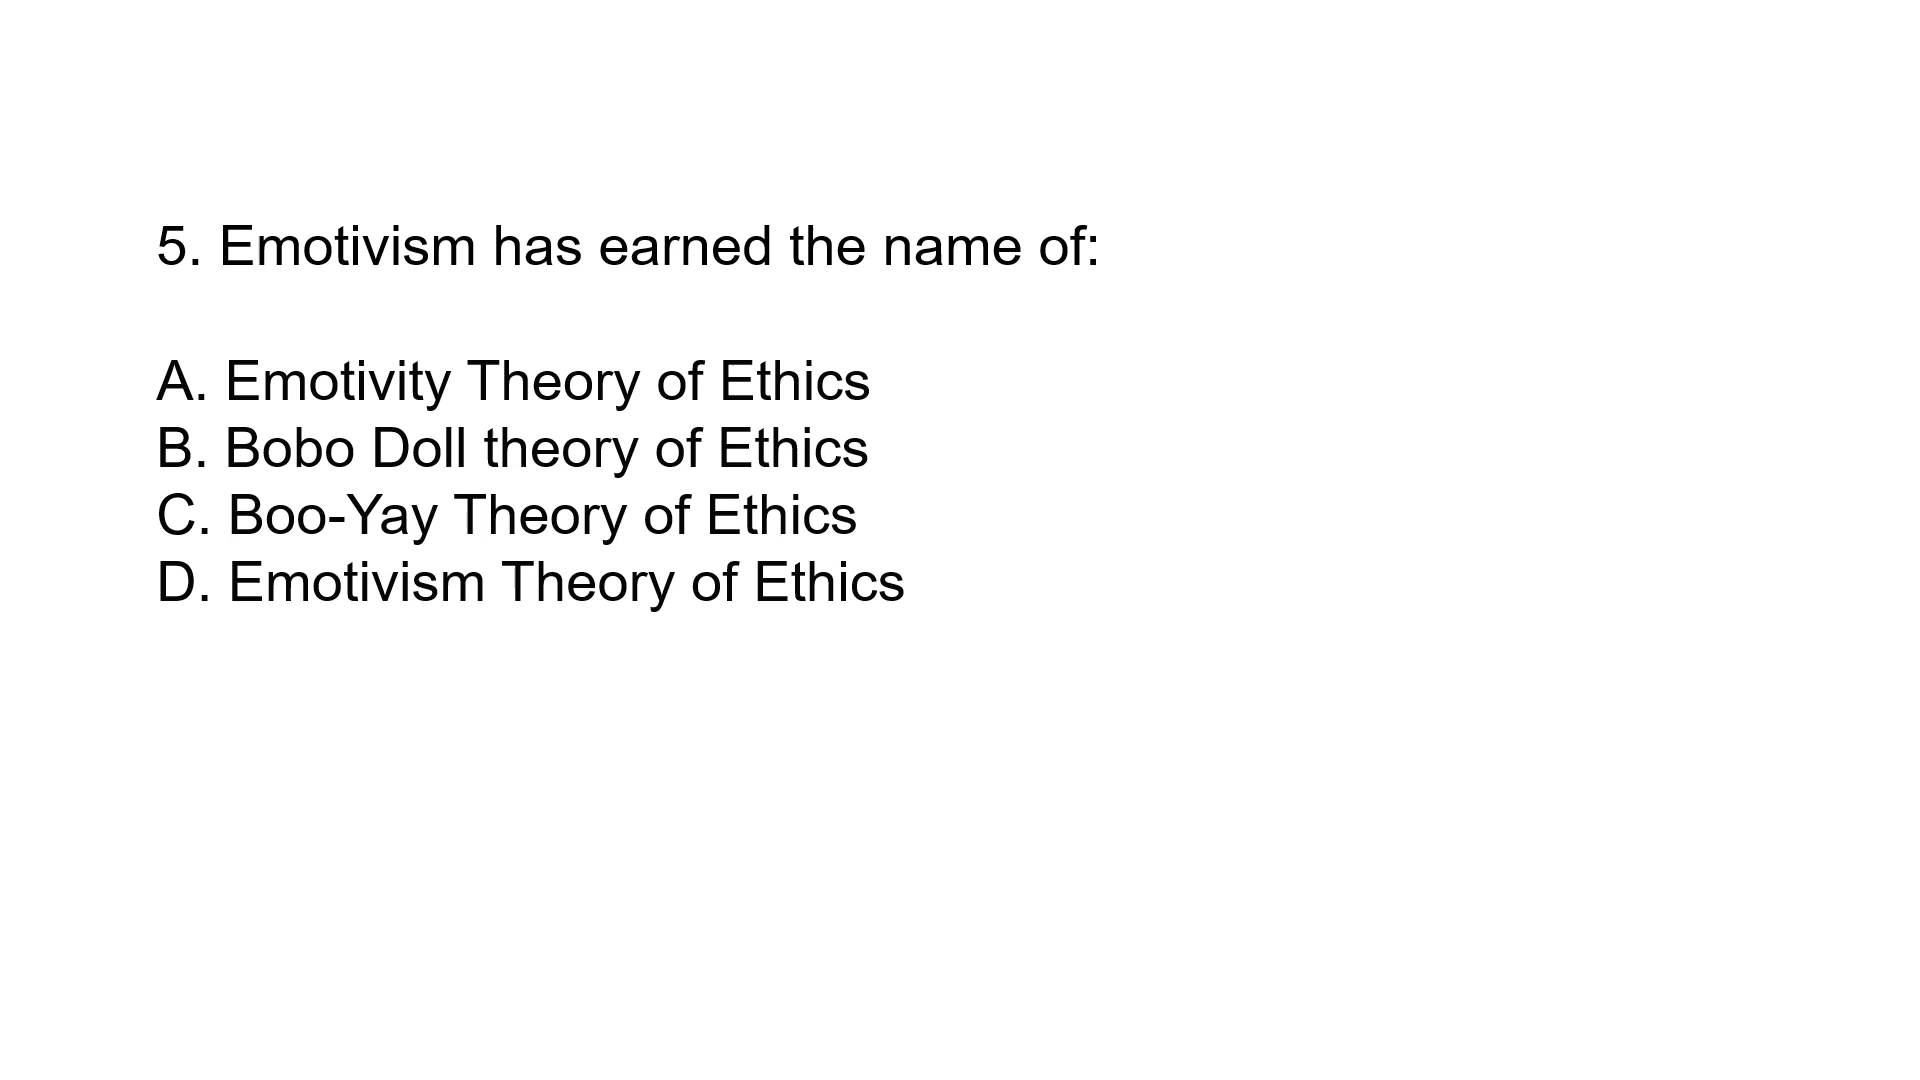 5. Emotivism has earned the name of:
A. Emotivity Theory of Ethics
B. Bobo Doll theory of Ethics
C. Boo-Yay Theory of Ethics
D. Emotivism Theory of Ethics